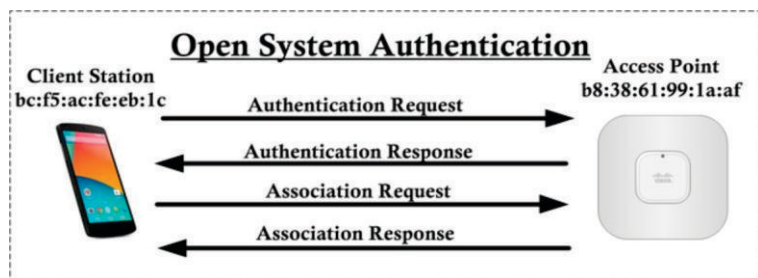 Open System Authentication
Client Station
bc:f5:ac:fe:eb:1c
Access Point
b8:38:61:99:1a:af
Authentication Request
Authentication Response
Association Request
Association Response